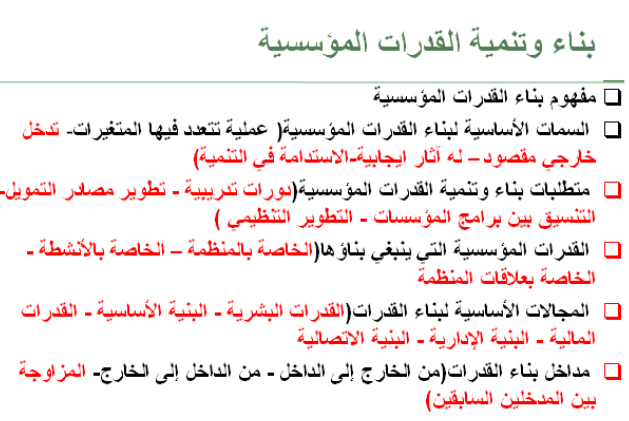 بناء وتنمية القدرات المؤسسية
❑ مفهوم بناء القدرات المؤسسية
❑ السمات الأساسية لبناء القدرات المؤسسية( عملية تتعدد فيها المتغيرات- تدخل
خارجي مقصود – له آثار ايجابية-الاستدامة في التنمية)
❑ متطلبات بناء وتنمية القدرات المؤسسية(دورات تدريبية - تطوير مصادر التمويل-
التنسيق بين برامج المؤسسات - التطوير التنظيمي )
❑ القدرات المؤسسية التي ينبغي بناؤها(الخاصة بالمنظمة – الخاصة بالأنشطة -
الخاصة بعلاقات المنظمة
❑ المجالات الأساسية لبناء القدرات(القدرات البشرية - البنية الأساسية - القدرات
المالية - البنية الإدارية - البنية الاتصالية
❑ مداخل بناء القدرات(من الخارج إلى الداخل - من الداخل إلى الخارج- المزاوجة
بين المدخلين السابقين)